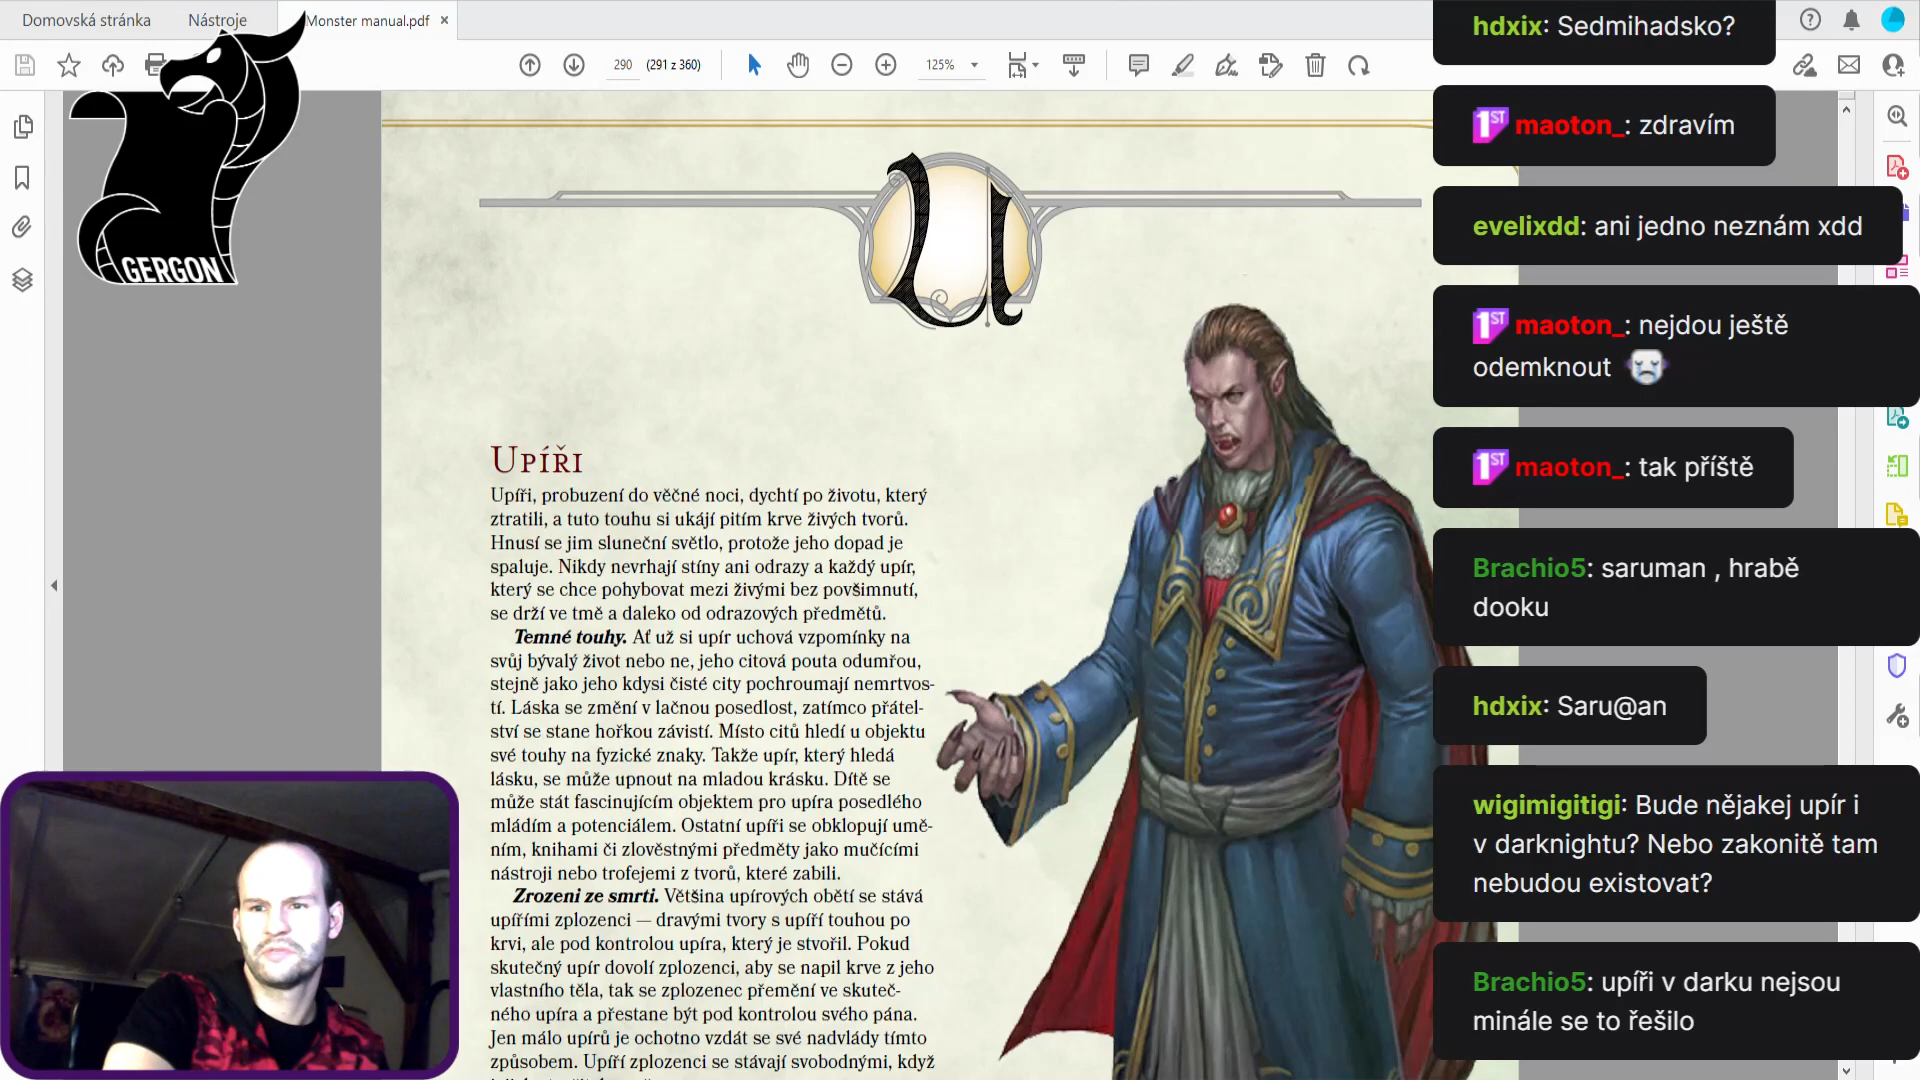 Domovská stránka
Nástroje
Monster manual.pdf
290
(291 z 360)
125%
GERGON
U
UPÍŘI
Upíři, probuzení do věčné noci, dychtí po životu, který
ztratili, a tuto touhu si ukájí pitím krve živých tvorů.
Hnusí se jim sluneční světlo, protože jeho dopad je
spaluje. Nikdy nevrhají stíny ani odrazy a každý upír,
který se chce pohybovat mezi živými bez povšimnutí,
se drží ve tmě a daleko od odrazových předmětů.
Temné touhy. Ať už si upír uchová vzpomínky na
svůj bývalý život nebo ne, jeho citová pouta odumřou,
stejně jako jeho kdysi čisté city pochroumají nemrtvos-
tí. Láska se změní v lačnou posedlost, zatímco přátel-
ství se stane hořkou závistí. Místo citů hledí u objektu
své touhy na fyzické znaky. Takže upír, který hledá
lásku, se může upnout na mladou krásku. Dítě se
může stát fascinujícím objektem pro upíra posedlého
mládím a potenciálem. Ostatní upíři se obklopují umě-
ním, knihami či zlověstnými předměty jako mučícími
nástroji nebo trofejemi z tvorů, které zabili.
Zrozeni ze smrti. Většina upírových obětí se stává
upířími zplozenci — dravými tvory s upíří touhou po
krvi, ale pod kontrolou upíra, který je stvořil. Pokud
skutečný upír dovolí zplozenci, aby se napil krve z jeho
vlastního těla, tak se zplozenec přemění ve skuteč-
ného upíra a přestane být pod kontrolou svého pána.
Jen málo upírů je ochotno vzdát se své nadvlády tímto
způsobem. Upíří zplozenci se stávají svobodnými, když
hdxix: Sedmihadsko?
1ST maoton_: zdravím
evelixdd: ani jedno neznám xdd
1ST maoton_: nejdou ještě
odemknout
1ST maoton_: tak příště
Brachio5: saruman , hrabě
dooku
hdxix: Saru@an
wigimigitigi: Bude nějakej upír i
v darknightu? Nebo zakonitě tam
nebudou existovat?
Brachio5: upíři v darku nejsou
minále se to řešilo